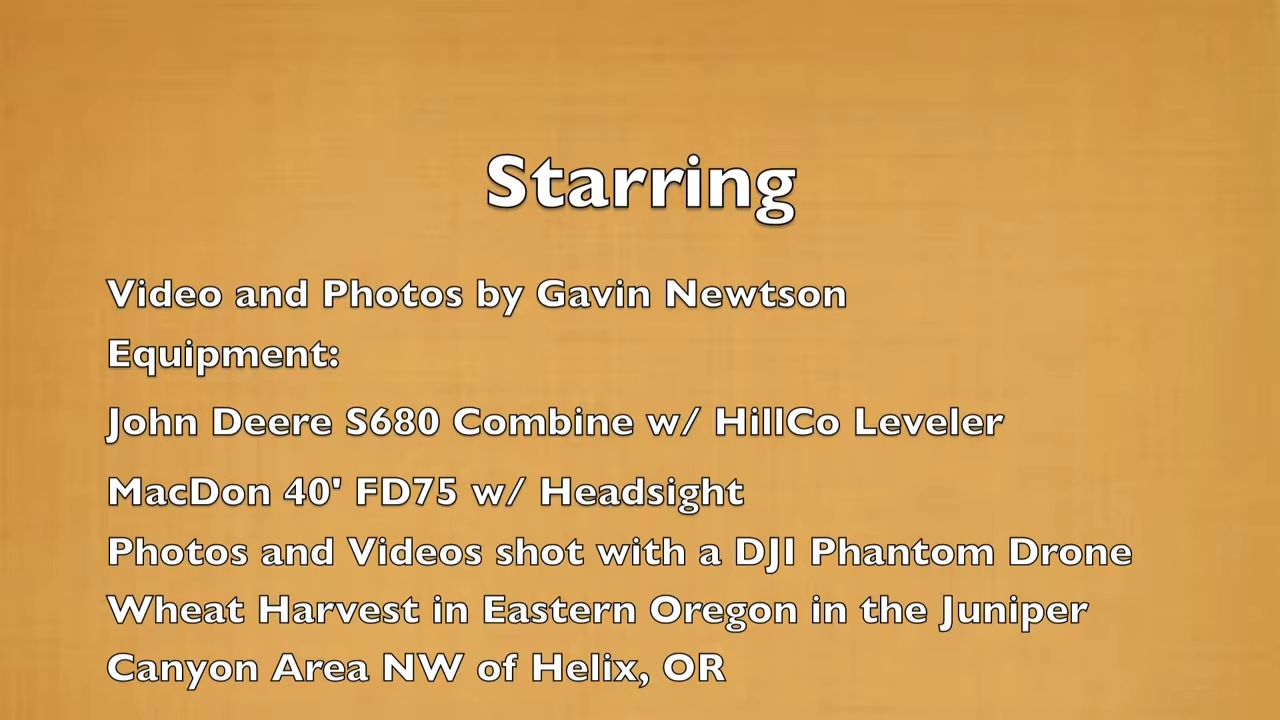 Starring
Video and Photos by Gavin Newtson
Equipment:
John Deere S680 Combine w/ HillCo Leveler
MacDon 40' FD75 w/ Headsight
Photos and Videos shot with a DJI Phantom Drone
Wheat Harvest in Eastern Oregon in the Juniper
Canyon Area NW of Helix, OR